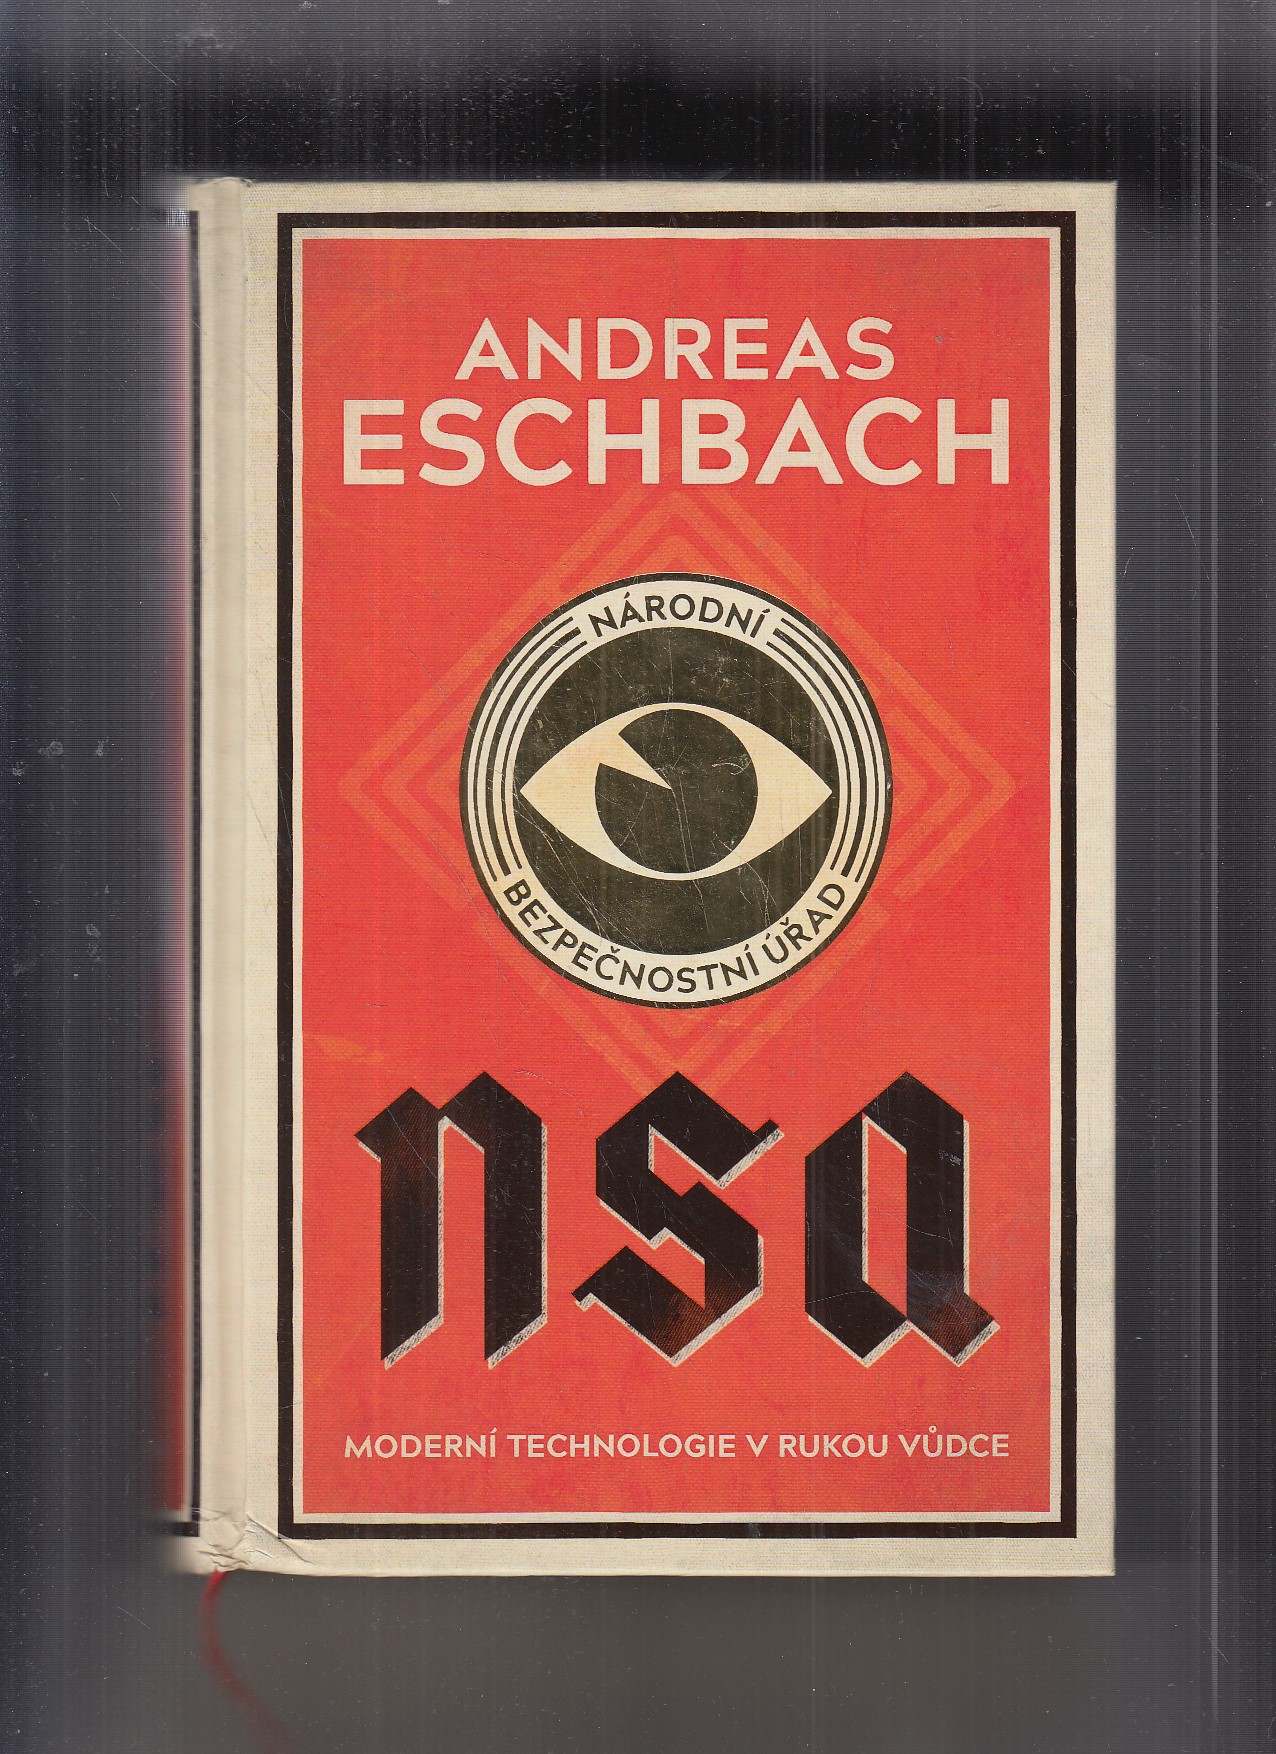 ANDREAS
ESCHBACH
NÁRODNÍ
BEZPEČNOSTNÍ ÚŘAD
nsa
MODERNÍ TECHNOLOGIE V RUKOU VŮDCE